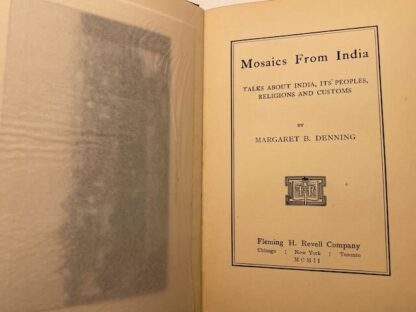 Mosaics From India
TALKS ABOUT INDIA, ITS PEOPLES,
RELIGIONS AND CUSTOMS
BY
MARGARET B. DENNING
Fleming H. Revell Company
Chicago : New York : Toronto
MCMII